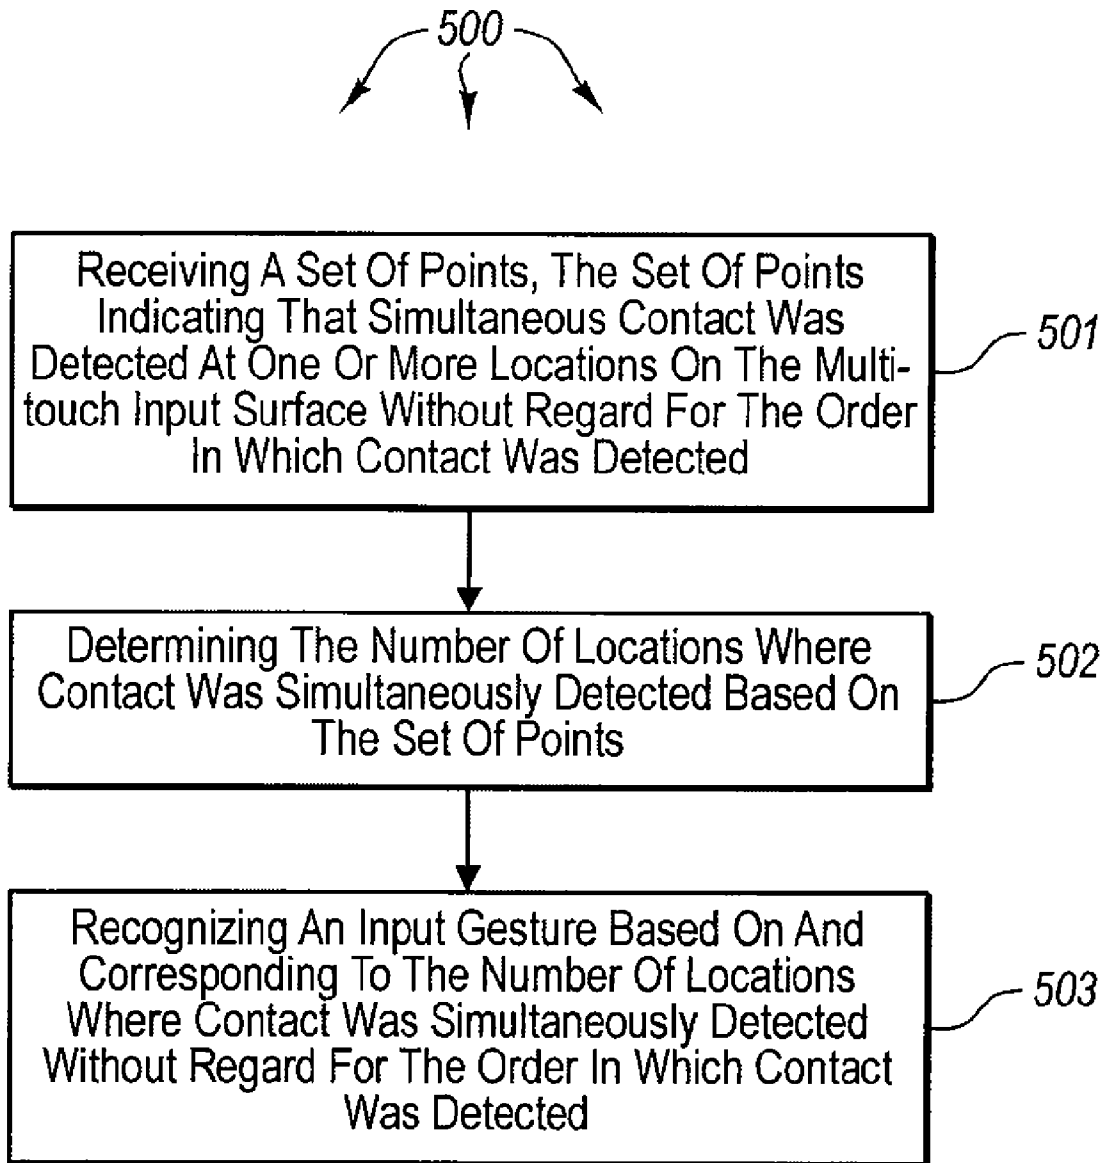 500
Receiving A Set Of Points, The Set Of Points
Indicating That Simultaneous Contact Was
Detected At One Or More Locations On The Multi-
touch Input Surface Without Regard For The Order
In Which Contact Was Detected
501
Determining The Number Of Locations Where
Contact Was Simultaneously Detected Based On
The Set Of Points
502
Recognizing An Input Gesture Based On And
Corresponding To The Number Of Locations
Where Contact Was Simultaneously Detected
Without Regard For The Order In Which Contact
Was Detected
503